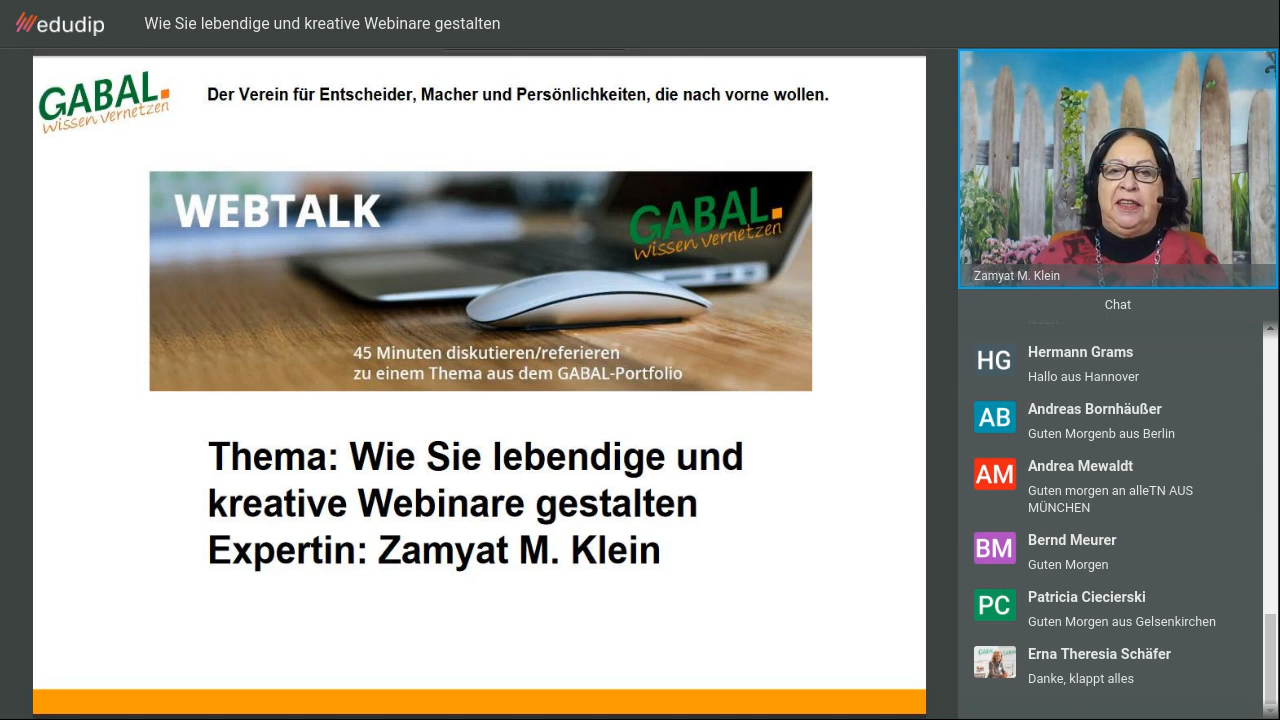 edudip
Wie Sie lebendige und kreative Webinare gestalten
GABAL.
Wissen vernetzen
Der Verein für Entscheider, Macher und Persönlichkeiten, die nach vorne wollen.
WEBTALK
GABAL.
Wissen vernetzen
45 Minuten diskutieren/referieren
zu einem Thema aus dem GABAL-Portfolio
Thema: Wie Sie lebendige und
kreative Webinare gestalten
Expertin: Zamyat M. Klein
Zamyat M. Klein
Chat
HG
Hermann Grams
Hallo aus Hannover
AB
Andreas Bornhäußer
Guten Morgenb aus Berlin
AM
Andrea Mewaldt
Guten morgen an alleTN AUS
MÜNCHEN
BM
Bernd Meurer
Guten Morgen
PC
Patricia Ciecierski
Guten Morgen aus Gelsenkirchen
Erna Theresia Schäfer
Danke, klappt alles